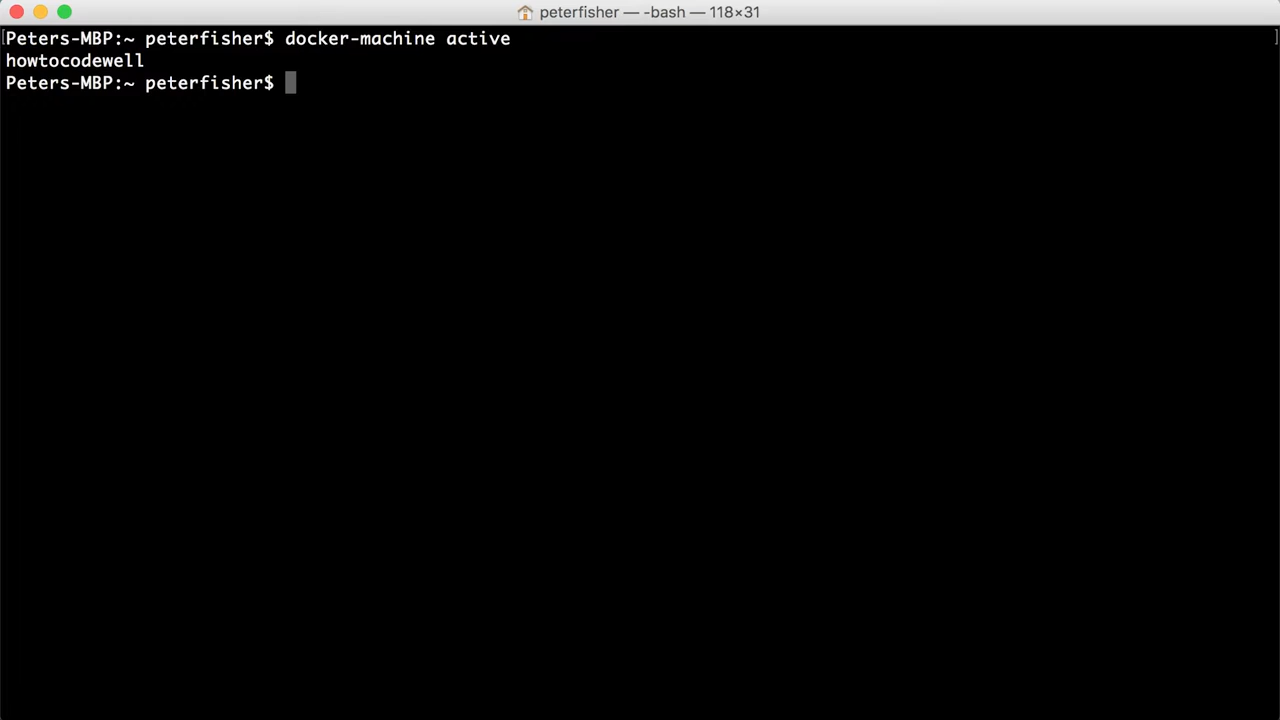 peterfisher — -bash — 118×31
Peters-MBP:~ peterfisher$ docker-machine active
howtocodewell
Peters-MBP:~ peterfisher$